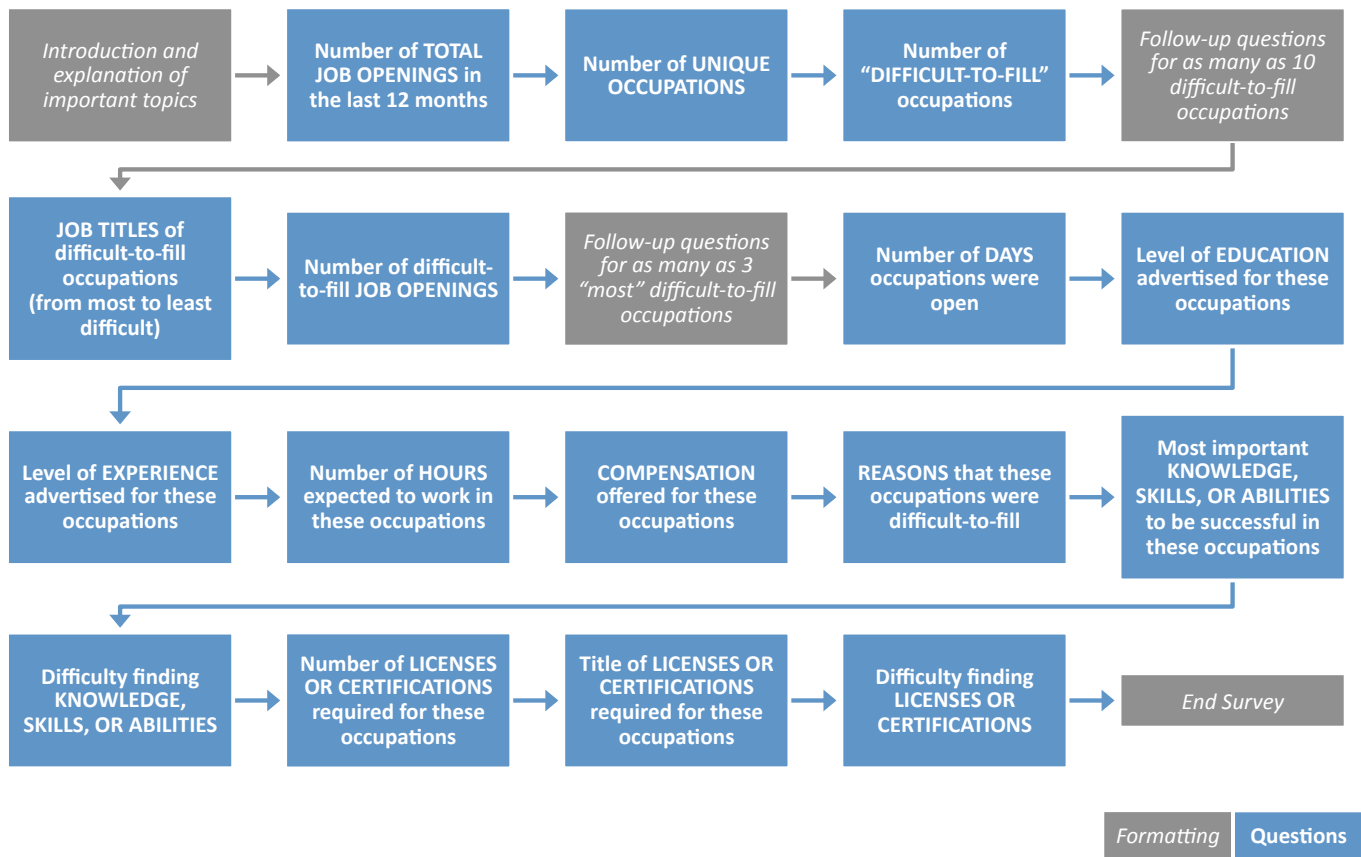 Introduction and
explanation of
important topics
Number of TOTAL
JOB OPENINGS in
the last 12 months
Number of UNIQUE
OCCUPATIONS
Number of
“DIFFICULT-TO-FILL”
occupations
Follow-up questions
for as many as 10
difficult-to-fill
occupations
JOB TITLES of
difficult-to-fill
occupations
(from most to least
difficult)
Number of difficult-
to-fill JOB OPENINGS
Follow-up questions
for as many as 3
“most” difficult-to-fill
occupations
Number of DAYS
occupations were
open
Level of EDUCATION
advertised for these
occupations
Level of EXPERIENCE
advertised for these
occupations
Number of HOURS
expected to work in
these occupations
COMPENSATION
offered for these
occupations
REASONS that these
occupations were
difficult-to-fill
Most important
KNOWLEDGE,
SKILLS, OR ABILITIES
to be successful in
these occupations
Difficulty finding
KNOWLEDGE,
SKILLS, OR ABILITIES
Number of LICENSES
OR CERTIFICATIONS
required for these
occupations
Title of LICENSES OR
CERTIFICATIONS
required for these
occupations
Difficulty finding
LICENSES OR
CERTIFICATIONS
End Survey
Formatting
Questions